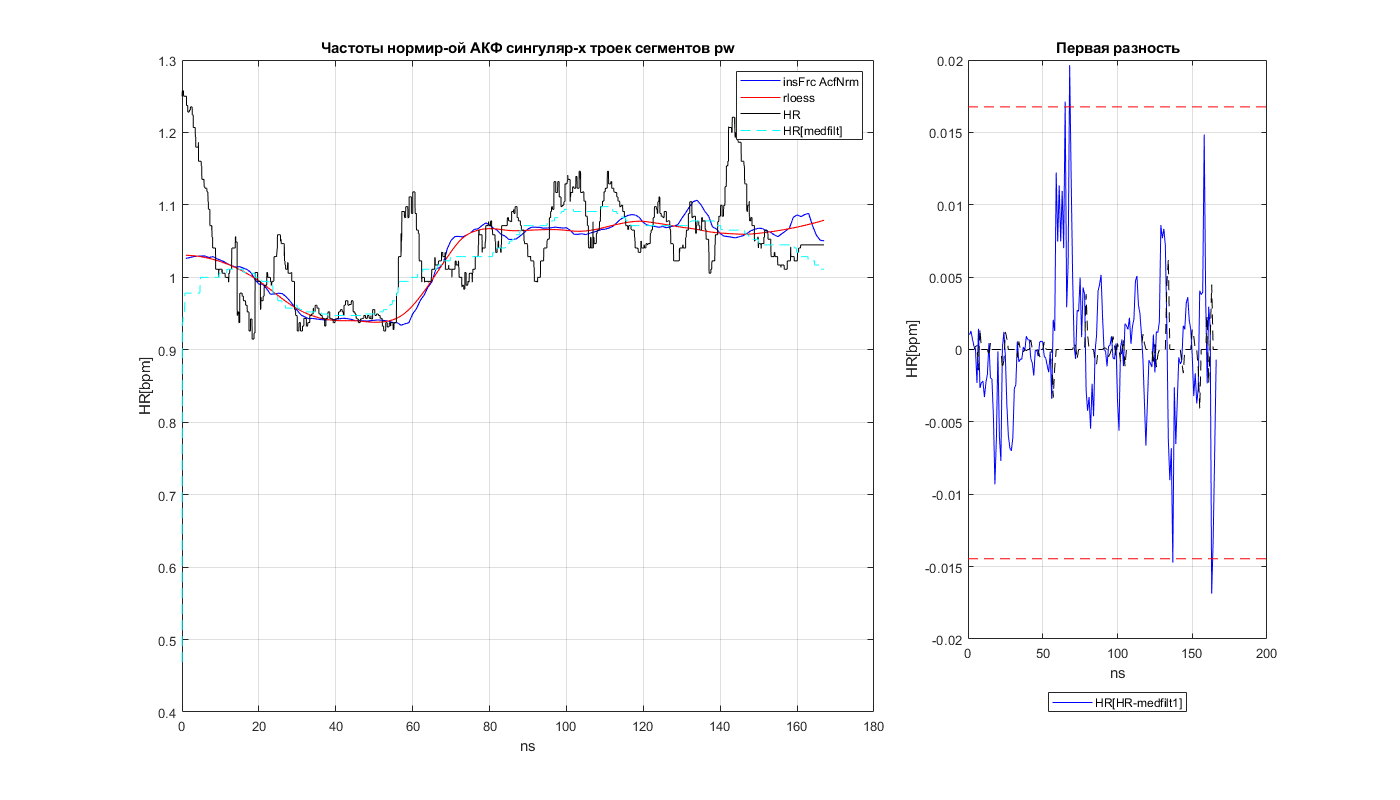 Частоты нормир-ой АКФ сингуляр-х троек сегментов pw
insFrc AcfNrm
rloess
HR
HR[medfilt]
HR[bpm]
1.3
1.2
1.1
1
0.9
0.8
0.7
0.6
0.5
0.4
0 20 40 60 80 100 120 140 160 180
ns
Первая разность
HR[bpm]
0.02
0.015
0.01
0.005
0
-0.005
-0.01
-0.015
-0.02
0 50 100 150 200
ns
HR[HR-medfilt1]